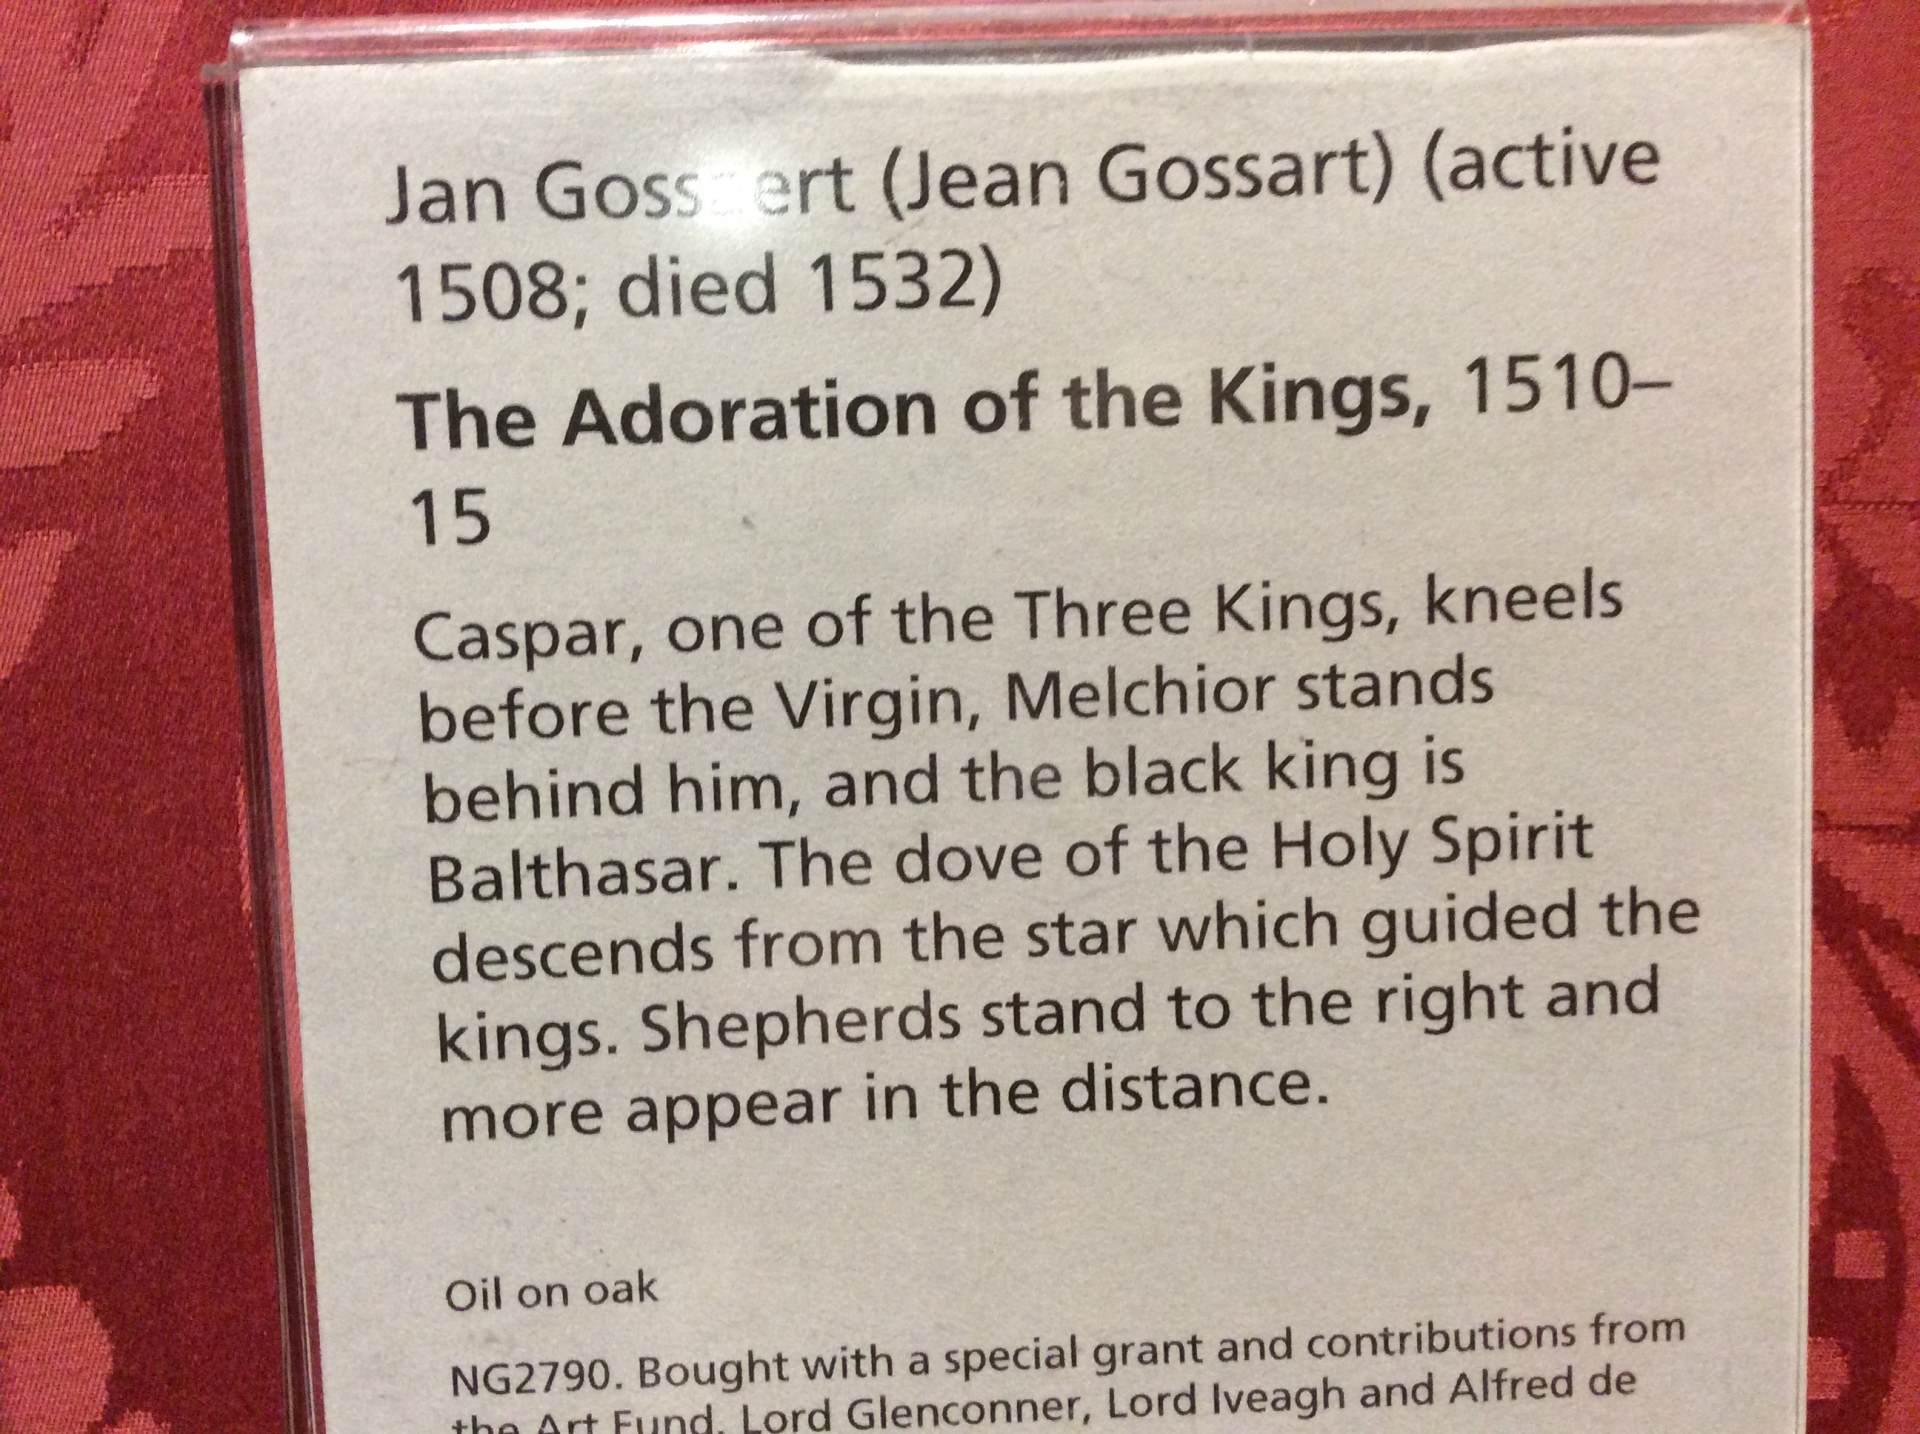 Jan Gossaert (Jean Gossart) (active
1508; died 1532)
The Adoration of the Kings, 1510–
15
Caspar, one of the Three Kings, kneels
before the Virgin, Melchior stands
behind him, and the black king is
Balthasar. The dove of the Holy Spirit
descends from the star which guided the
kings. Shepherds stand to the right and
more appear in the distance.
Oil on oak
NG2790. Bought with a special grant and contributions from
the Art Fund, Lord Glenconner, Lord Iveagh and Alfred de